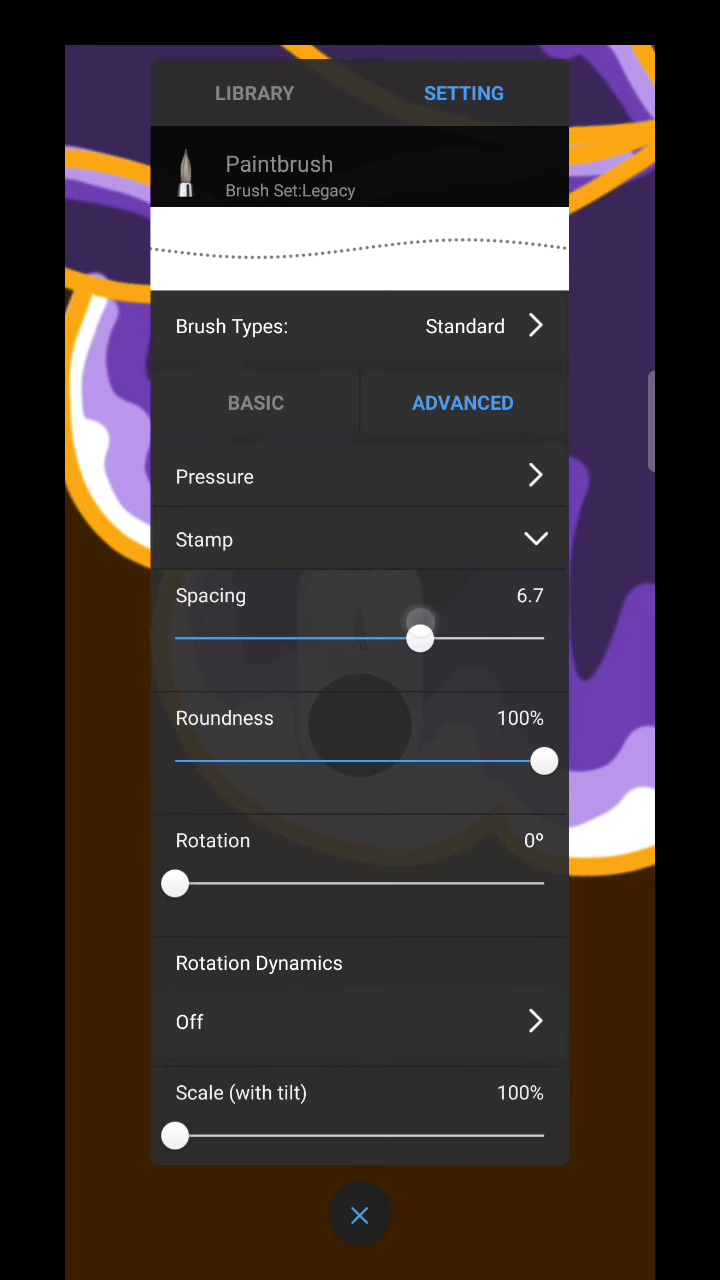 LIBRARY SETTING
Paintbrush
Brush Set:Legacy
Brush Types: Standard
BASIC ADVANCED
Pressure
Stamp
Spacing 6.7
Roundness 100%
Rotation 0º
Rotation Dynamics
Off
Scale (with tilt) 100%